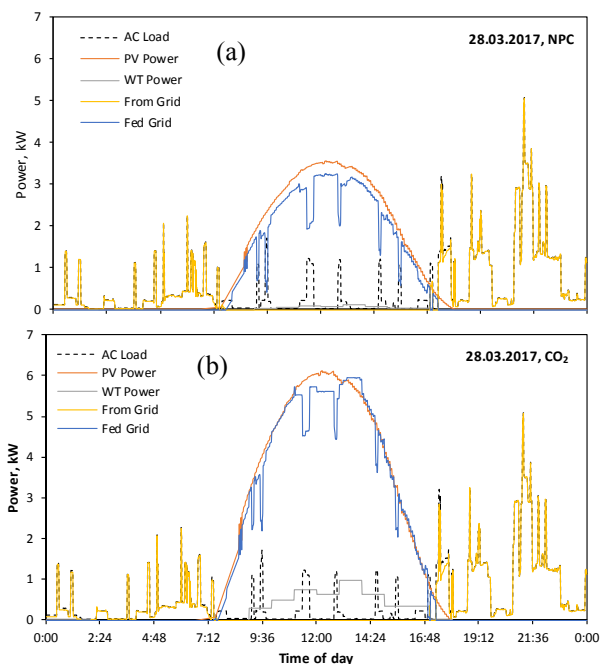 7
6
5
4
3
2
1
0
Power, kW
AC Load
PV Power
WT Power
From Grid
Fed Grid
(a)
28.03.2017, NPC
7
6
5
4
3
2
1
0
Power, kW
AC Load
PV Power
WT Power
From Grid
Fed Grid
(b)
28.03.2017, CO₂
0:00 2:24 4:48 7:12 9:36 12:00 14:24 16:48 19:12 21:36 0:00
Time of day